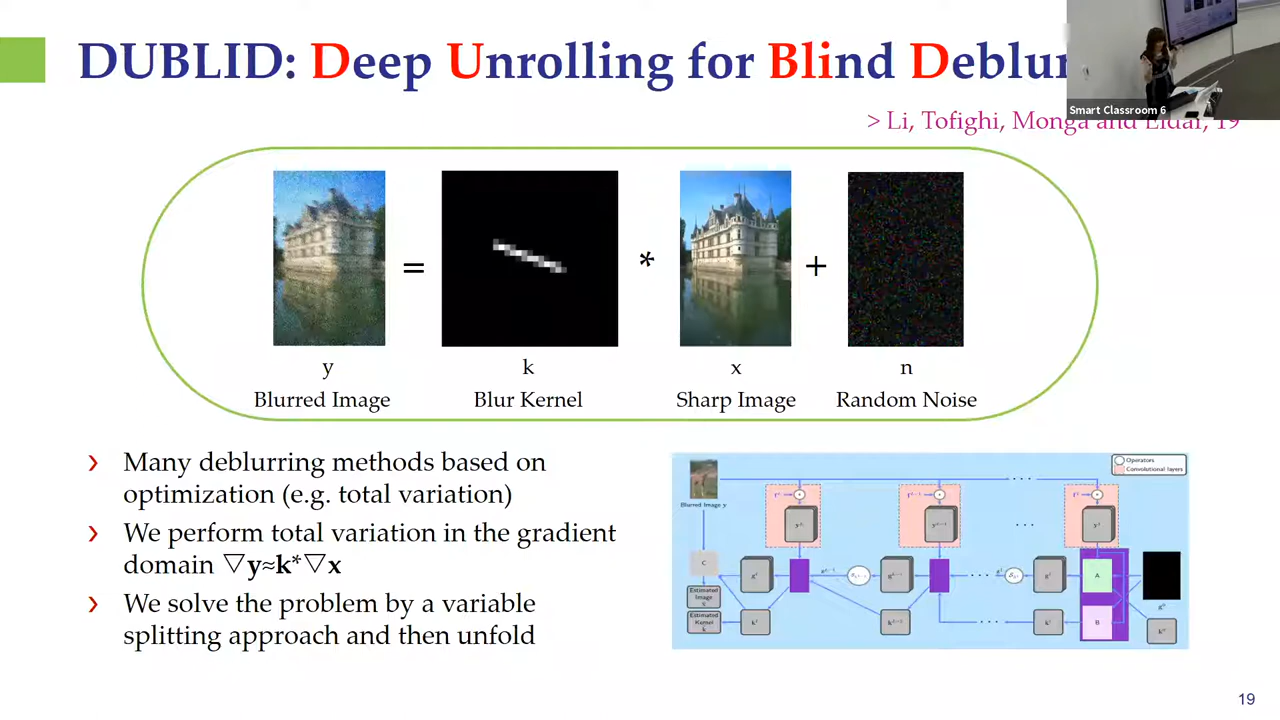 DUBLID: Deep Unrolling for Blind Deblur
Smart Classroom 6
> Li, Tofighi, Monga and Eldar, 19
= * +
y k x n
Blurred Image Blur Kernel Sharp Image Random Noise
› Many deblurring methods based on
optimization (e.g. total variation)
› We perform total variation in the gradient
domain ▽y≈k*▽x
› We solve the problem by a variable
splitting approach and then unfold
Operators
Convolutional layers
Blurred Image y
C
A
B
Estimated
Image
Estimated
Kernel
19